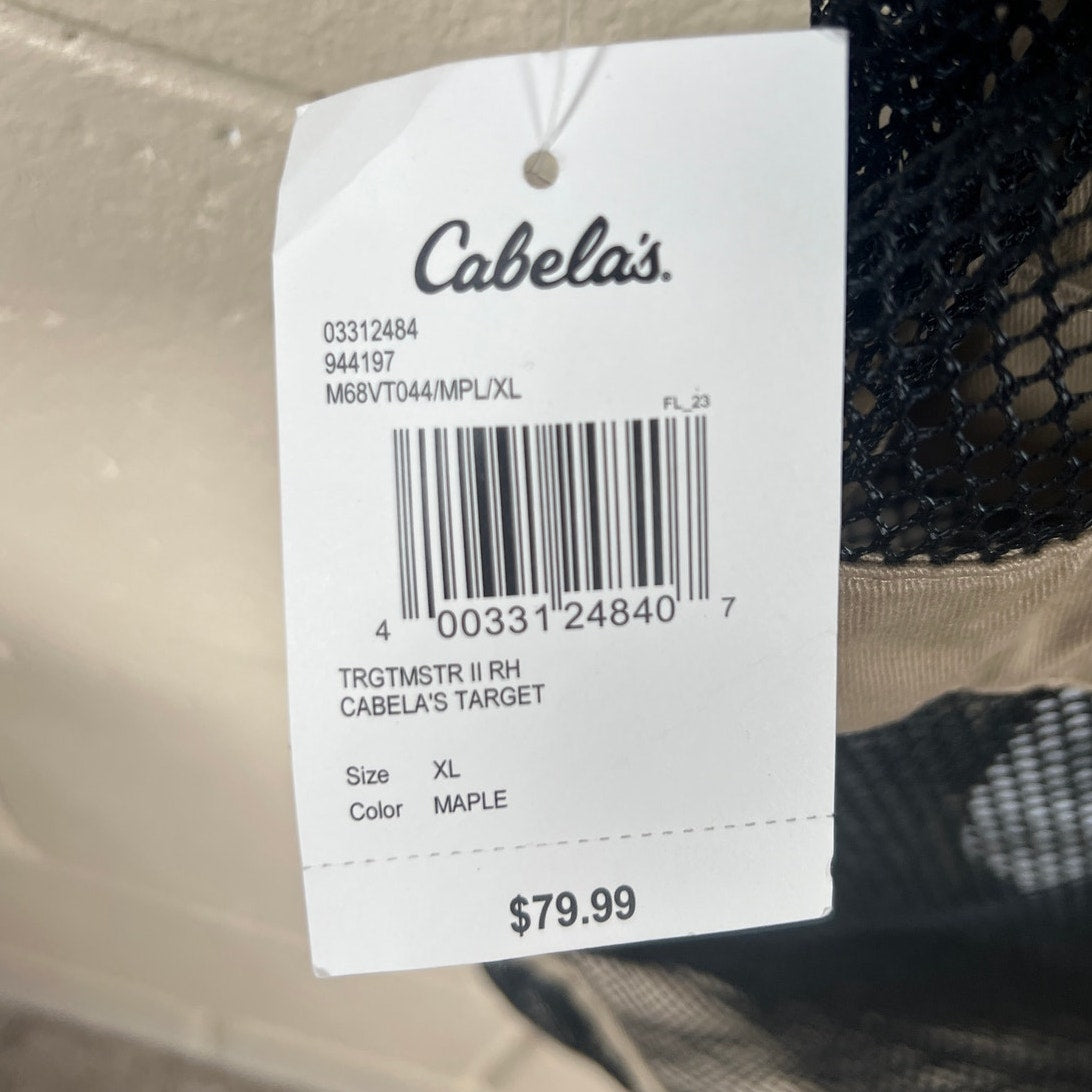 Cabela's.
03312484
944197
M68VT044/MPL/XL
FL_23
4 00331 24840 7
TRGTMSTR II RH
CABELA'S TARGET
Size XL
Color MAPLE
$79.99